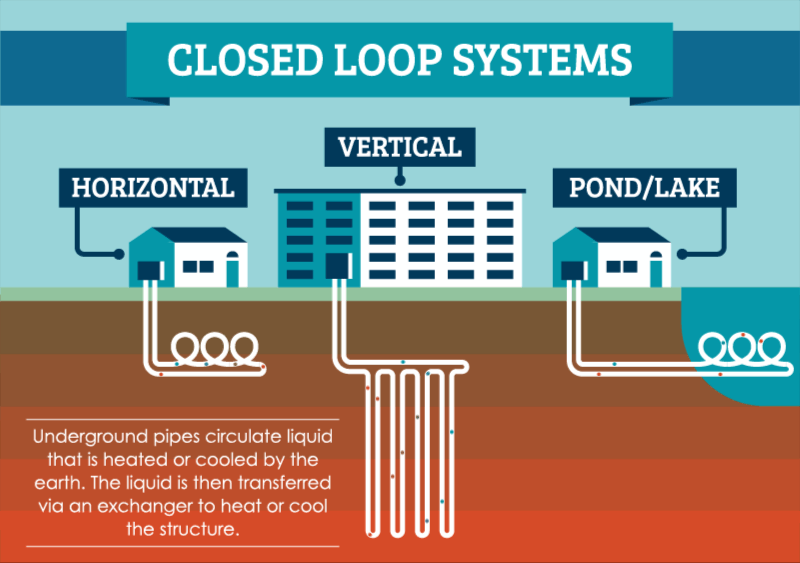 CLOSED LOOP SYSTEMS
VERTICAL
HORIZONTAL
POND/LAKE
Underground pipes circulate liquid
that is heated or cooled by the
earth. The liquid is then transferred
via an exchanger to heat or cool
the structure.